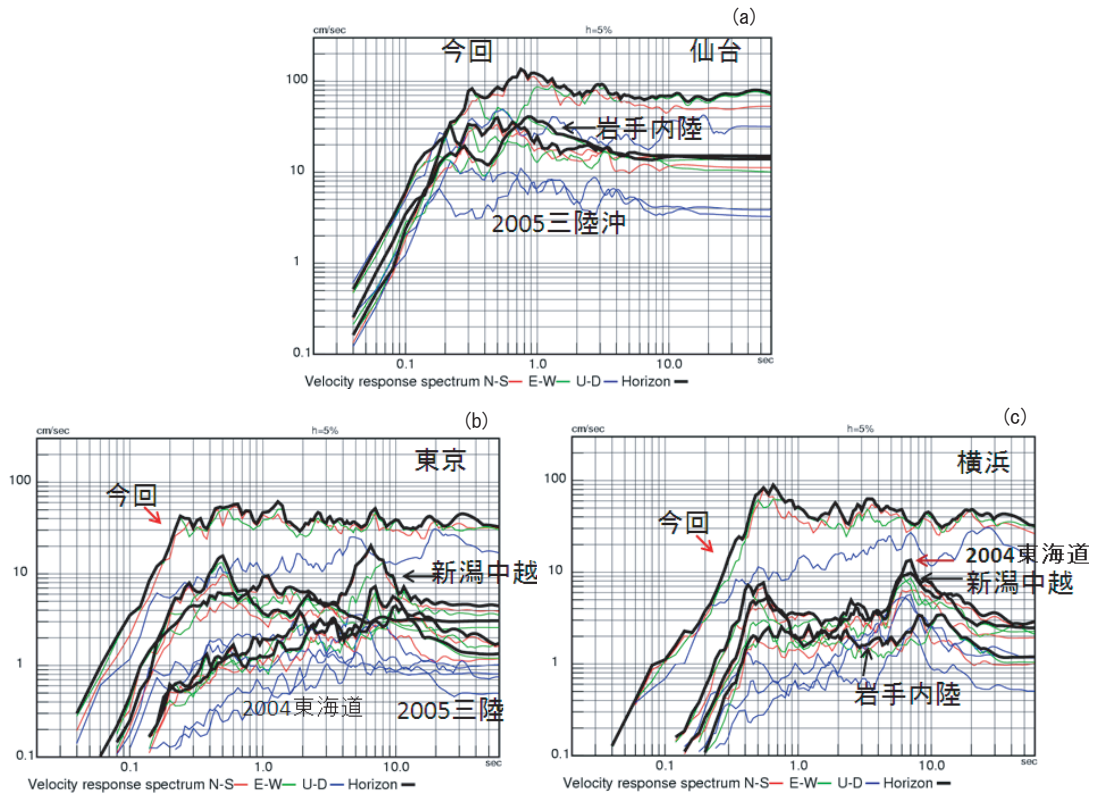 (a)
cm/sec
h=5%
今回
仙台
100
岩手内陸
10
2005三陸沖
1
0.1
0.1
1.0
10.0
sec
Velocity response spectrum N-S E-W U-D Horizon
(b)
cm/sec
h=5%
東京
100
今回
10
新潟中越
1
2004東海道
2005三陸
0.1
0.1
1.0
10.0
sec
Velocity response spectrum N-S E-W U-D Horizon
(c)
cm/sec
h=5%
横浜
100
今回
2004東海道
10
新潟中越
1
岩手内陸
0.1
0.1
1.0
10.0
sec
Velocity response spectrum N-S E-W U-D Horizon